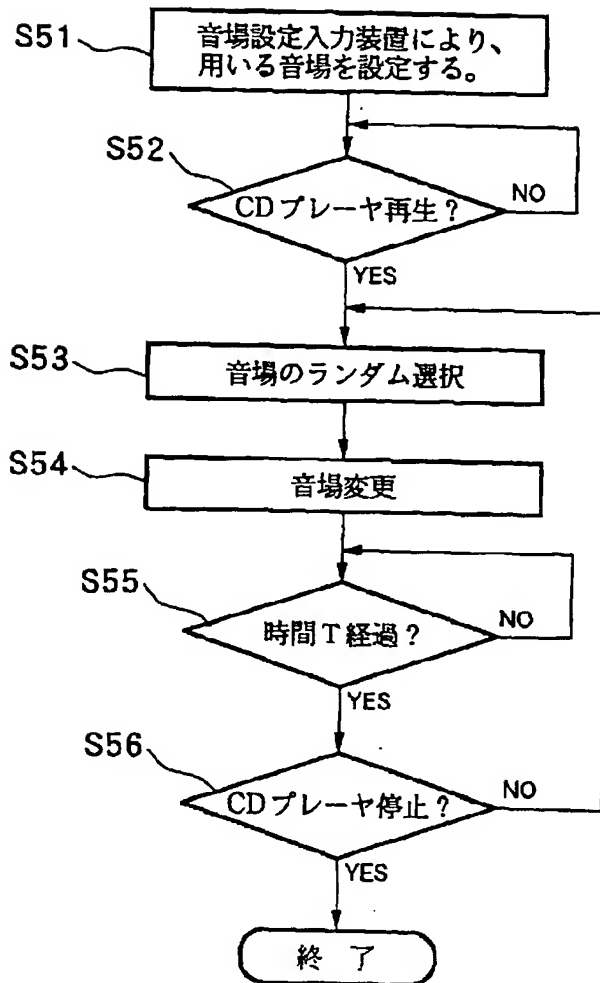 S51
音場設定入力装置により、
用いる音場を設定する。
S52
CDプレーヤ再生？
NO
YES
S53
音場のランダム選択
S54
音場変更
S55
時間T経過？
NO
YES
S56
CDプレーヤ停止？
NO
YES
終 了